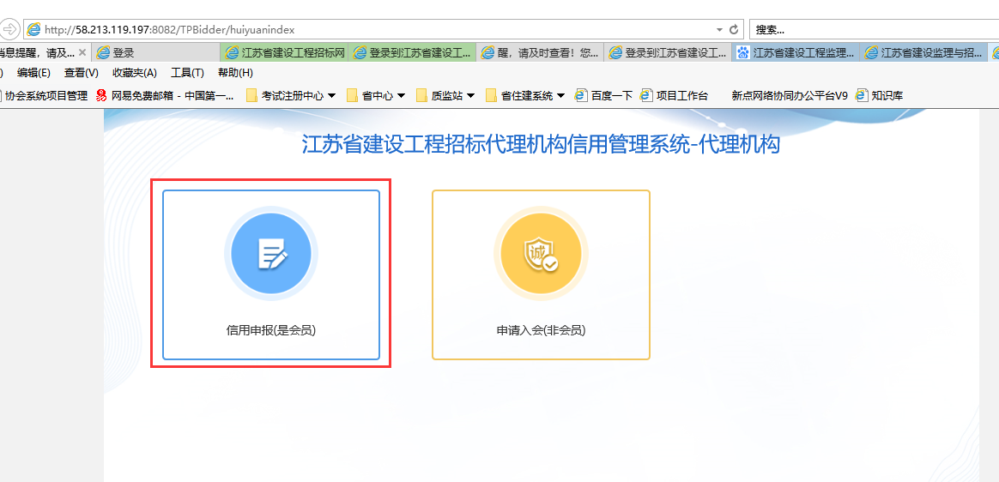 http://58.213.119.197:8082/TPBidder/huiyuanindex 搜索...
消息提醒，请及... 登录 江苏省建设工程招标网 登录到江苏省建设工... 醒，请及时查看！您... 登录到江苏省建设工... 江苏省建设工程监理... 江苏省建设监理与招...
) 编辑(E) 查看(V) 收藏夹(A) 工具(T) 帮助(H)
协会系统项目管理 网易免费邮箱 - 中国第一... 考试注册中心 省中心 质监站 省住建系统 百度一下 项目工作台 新点网络协同办公平台V9 知识库
江苏省建设工程招标代理机构信用管理系统-代理机构
诚
信用申报(是会员) 申请入会(非会员)